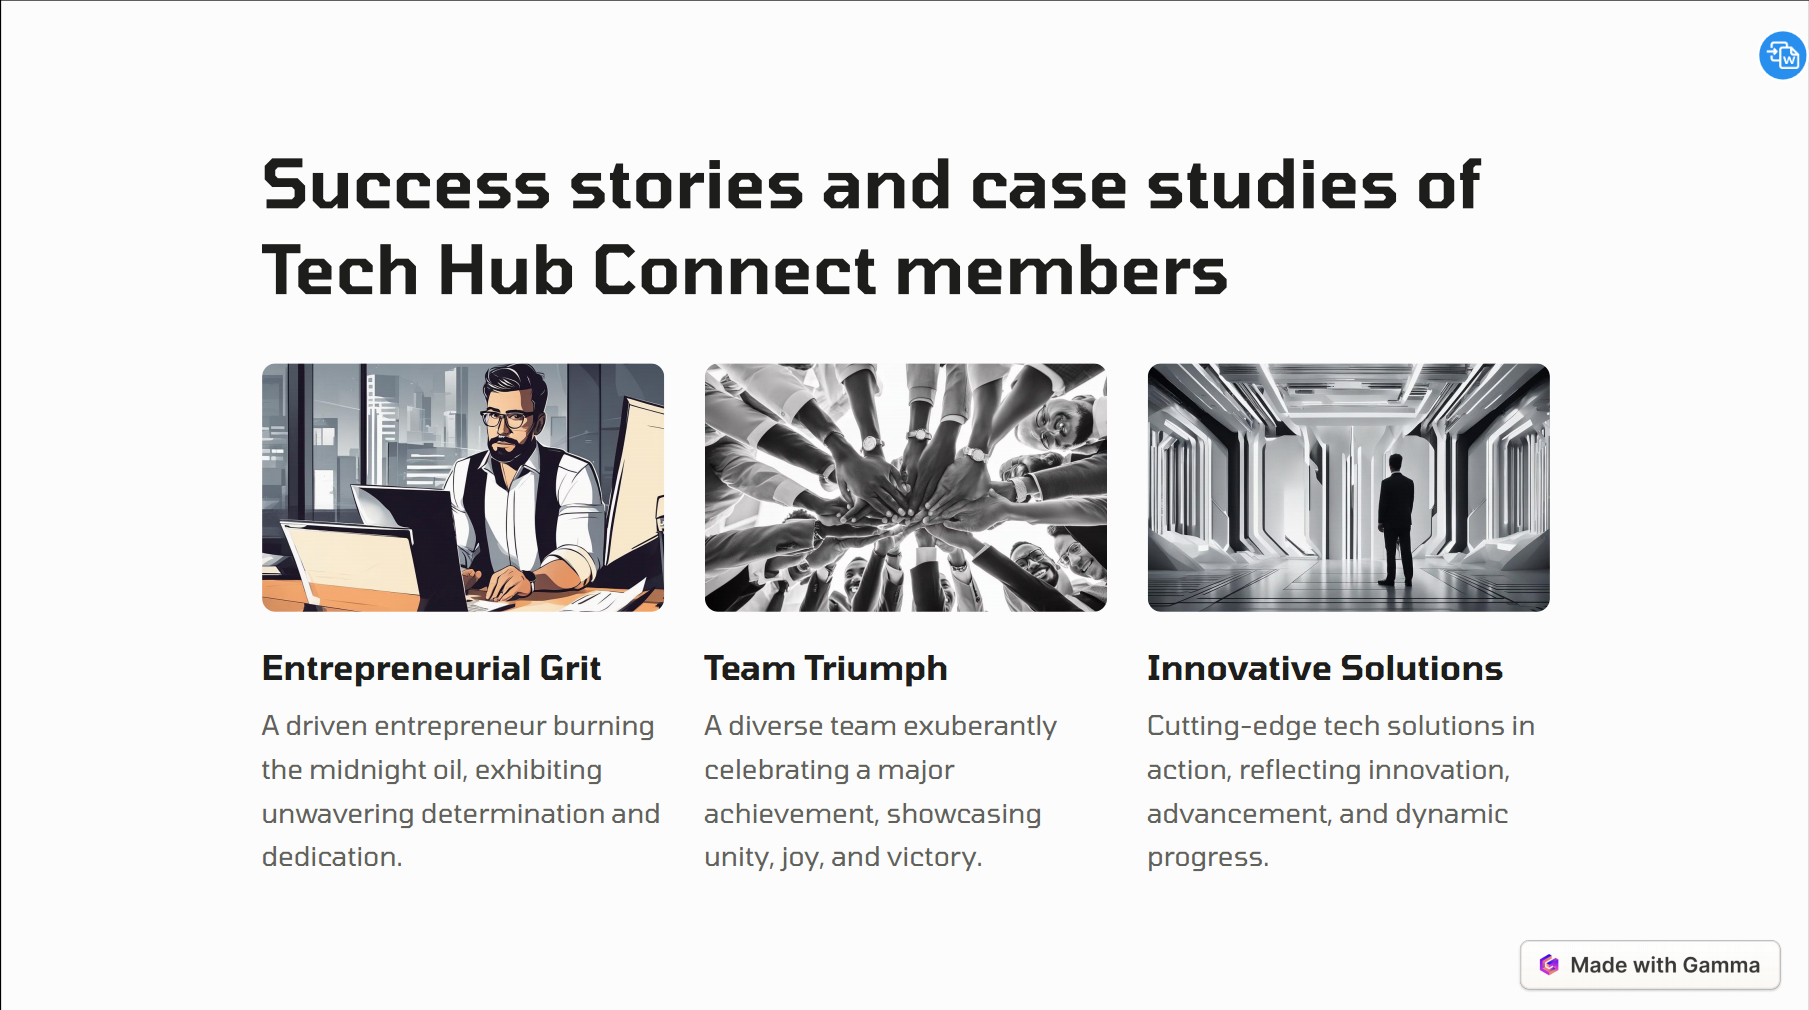 Success stories and case studies of
Tech Hub Connect members
Entrepreneurial Grit
A driven entrepreneur burning
the midnight oil, exhibiting
unwavering determination and
dedication.
Team Triumph
A diverse team exuberantly
celebrating a major
achievement, showcasing
unity, joy, and victory.
Innovative Solutions
Cutting-edge tech solutions in
action, reflecting innovation,
advancement, and dynamic
progress.
Made with Gamma
W